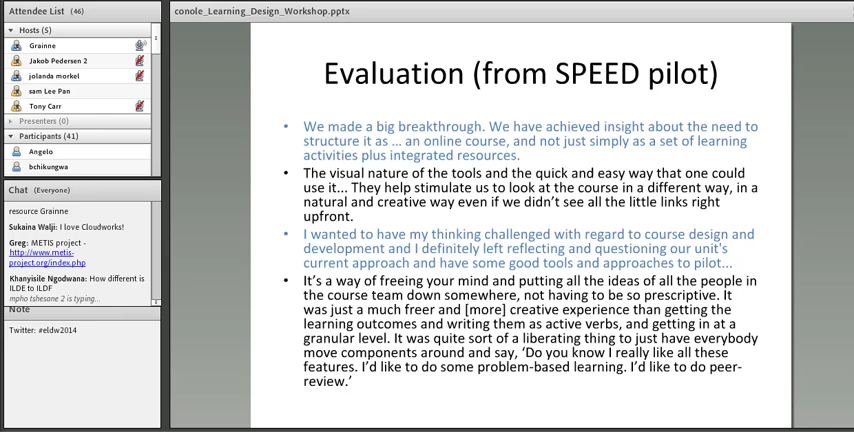 Attendee List (46)
Hosts (5)
Grainne
Jakob Pedersen 2
jolanda morkel
sam Lee Pan
Tony Carr
Presenters (0)
Participants (41)
Angelo
bchikungwa
Chat (Everyone)
resource Grainne
Sukaina Walji: I love Cloudworks!
Greg: METIS project -
http://www.metis-
project.org/index.php
Khanyisile Ngodwana: How different is
ILDE to ILDF
mpho tshesane 2 is typing...
Note
Twitter: #eldw2014
conole_Learning_Design_Workshop.pptx
Evaluation (from SPEED pilot)
• We made a big breakthrough. We have achieved insight about the need to
structure it as ... an online course, and not just simply as a set of learning
activities plus integrated resources.
• The visual nature of the tools and the quick and easy way that one could
use it... They help stimulate us to look at the course in a different way, in a
natural and creative way even if we didn't see all the little links right
upfront.
• I wanted to have my thinking challenged with regard to course design and
development and I definitely left reflecting and questioning our unit's
current approach and have some good tools and approaches to pilot...
• It's a way of freeing your mind and putting all the ideas of all the people in
the course team down somewhere, not having to be so prescriptive. It
was just a much freer and [more] creative experience than getting the
learning outcomes and writing them as active verbs, and getting in at a
granular level. It was quite sort of a liberating thing to just have everybody
move components around and say, 'Do you know I really like all these
features. I'd like to do some problem-based learning. I'd like to do peer-
review.'